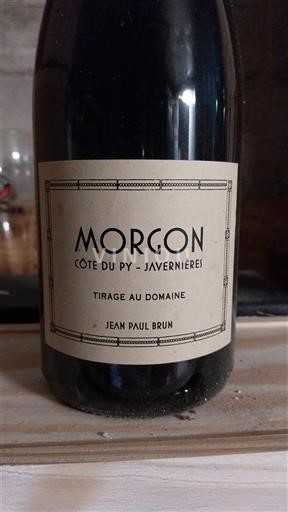 MORGON
CÔTE DU PY - JAVERNIÈRES
TIRAGE AU DOMAINE
JEAN PAUL BRUN